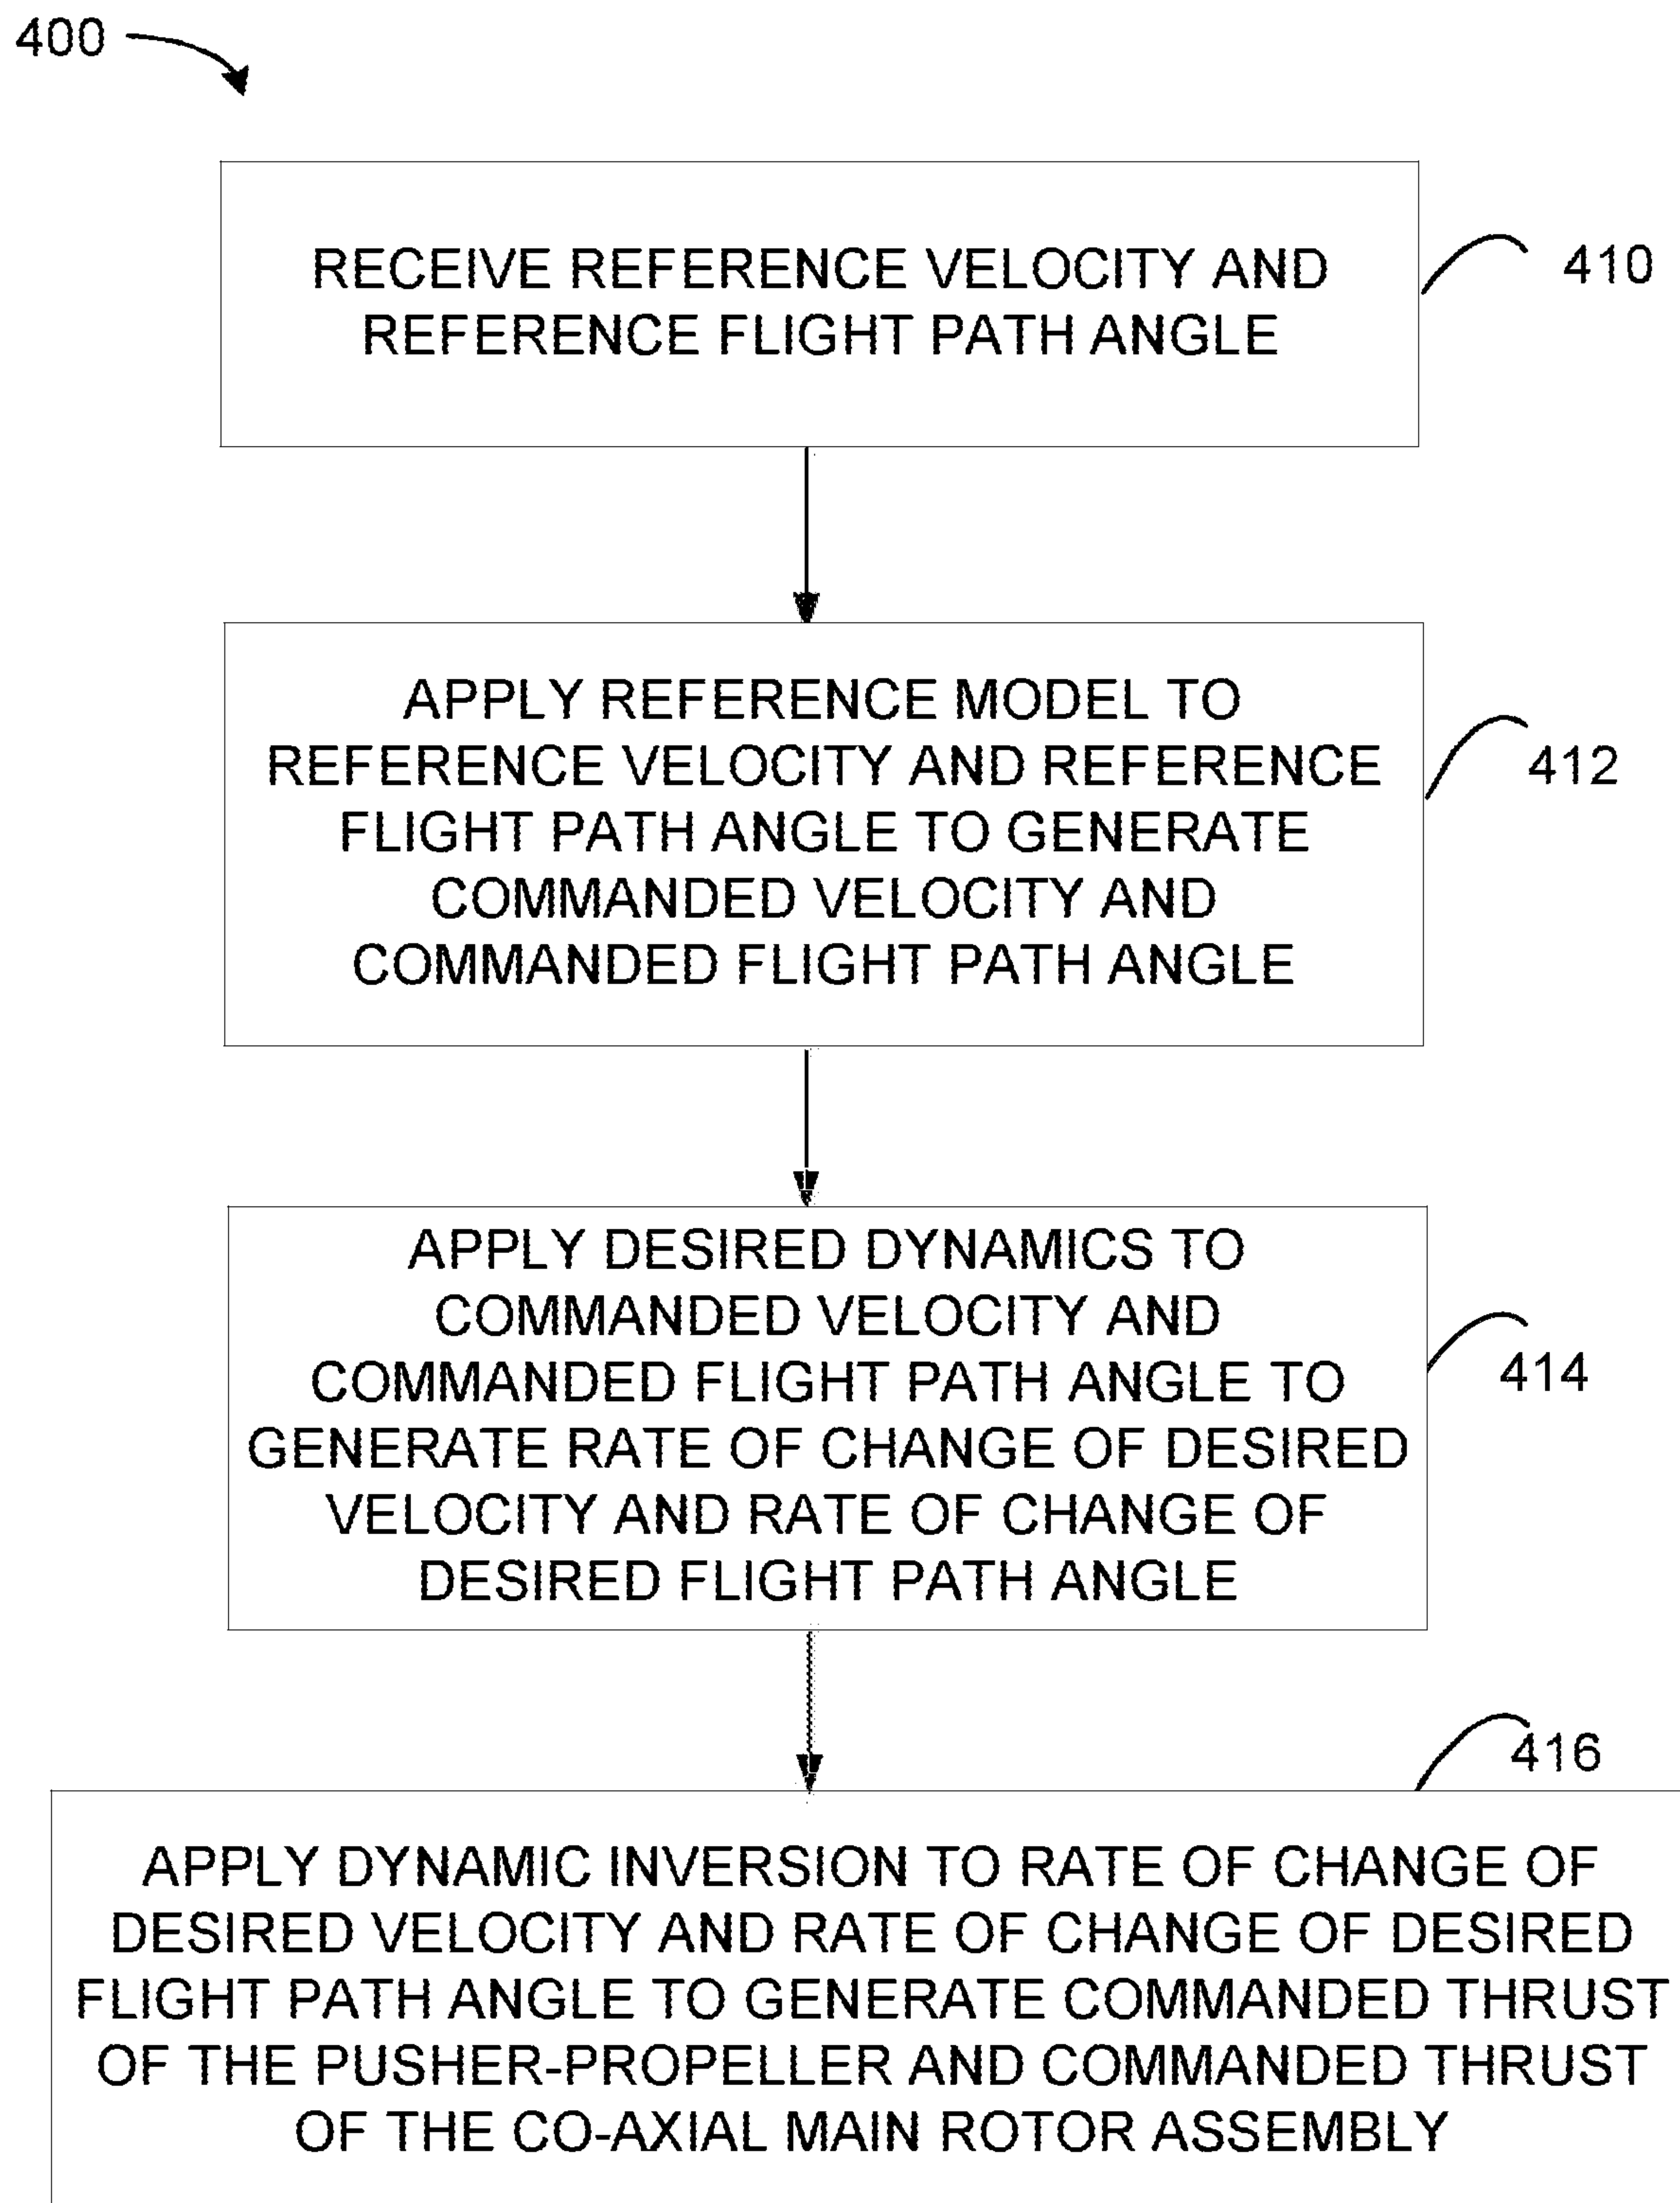 400
RECEIVE REFERENCE VELOCITY AND
REFERENCE FLIGHT PATH ANGLE
410
APPLY REFERENCE MODEL TO
REFERENCE VELOCITY AND REFERENCE
FLIGHT PATH ANGLE TO GENERATE
COMMANDED VELOCITY AND
COMMANDED FLIGHT PATH ANGLE
412
APPLY DESIRED DYNAMICS TO
COMMANDED VELOCITY AND
COMMANDED FLIGHT PATH ANGLE TO
GENERATE RATE OF CHANGE OF DESIRED
VELOCITY AND RATE OF CHANGE OF
DESIRED FLIGHT PATH ANGLE
414
416
APPLY DYNAMIC INVERSION TO RATE OF CHANGE OF
DESIRED VELOCITY AND RATE OF CHANGE OF DESIRED
FLIGHT PATH ANGLE TO GENERATE COMMANDED THRUST
OF THE PUSHER-PROPELLER AND COMMANDED THRUST
OF THE CO-AXIAL MAIN ROTOR ASSEMBLY